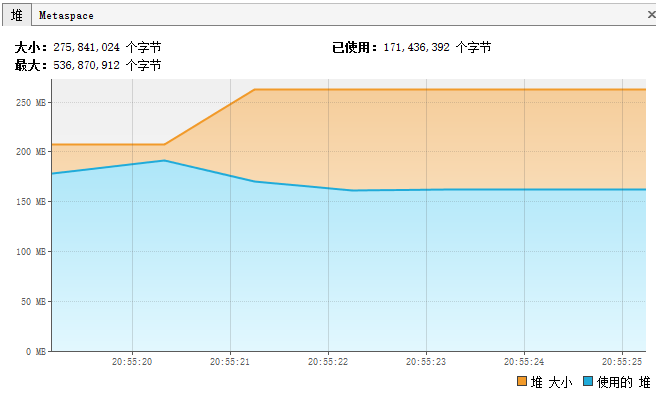 堆 Metaspace
大小： 275,841,024 个字节 已使用： 171,436,392 个字节
最大： 536,870,912 个字节
250 MB
200 MB
150 MB
100 MB
50 MB
0 MB
20:55:20 20:55:21 20:55:22 20:55:23 20:55:24 20:55:25
堆 大小 使用的 堆